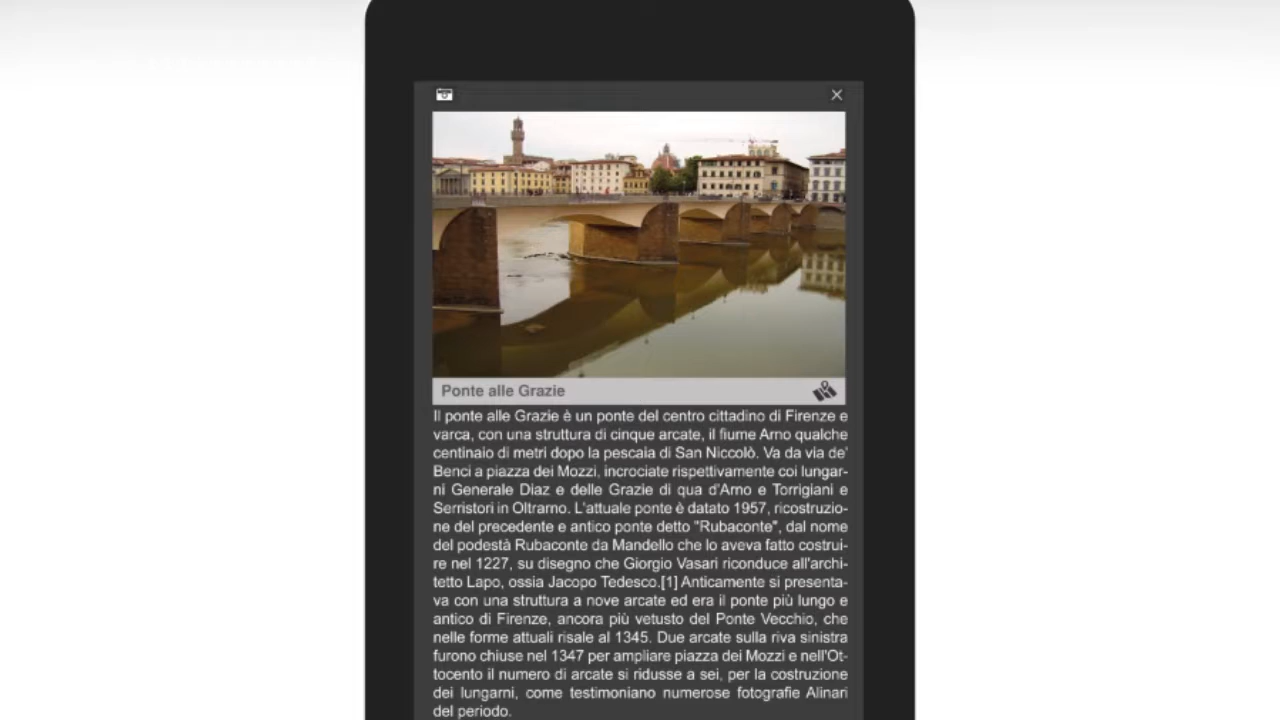 Ponte alle Grazie
Il ponte alle Grazie è un ponte del centro cittadino di Firenze e
varca, con una struttura di cinque arcate, il fiume Arno qualche
centinaio di metri dopo la pescaia di San Niccolò. Va da via de'
Benci a piazza dei Mozzi, incrociate rispettivamente coi lungar-
ni Generale Diaz e delle Grazie di qua d'Arno e Torrigiani e
Serristori in Oltrarno. L'attuale ponte è datato 1957, ricostruzio-
ne del precedente e antico ponte detto "Rubaconte", dal nome
del podestà Rubaconte da Mandello che lo aveva fatto costrui-
re nel 1227, su disegno che Giorgio Vasari riconduce all'archi-
tetto Lapo, ossia Jacopo Tedesco.[1] Anticamente si presenta-
va con una struttura a nove arcate ed era il ponte più lungo e
antico di Firenze, ancora più vetusto del Ponte Vecchio, che
nelle forme attuali risale al 1345. Due arcate sulla riva sinistra
furono chiuse nel 1347 per ampliare piazza dei Mozzi e nell'Ot-
tocento il numero di arcate si ridusse a sei, per la costruzione
dei lungarni, come testimoniano numerose fotografie Alinari
del periodo.